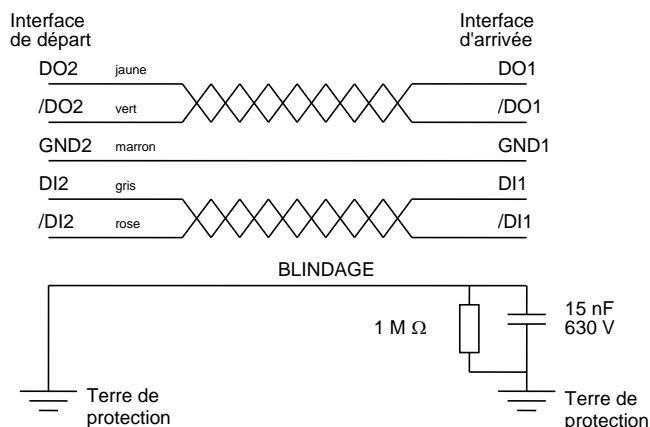 Interface
de départ
Interface
d'arrivée
DO2 jaune DO1
/DO2 vert /DO1
GND2 marron GND1
DI2 gris DI1
/DI2 rose /DI1
BLINDAGE
1 M Ω
15 nF
630 V
Terre de
protection
Terre de
protection